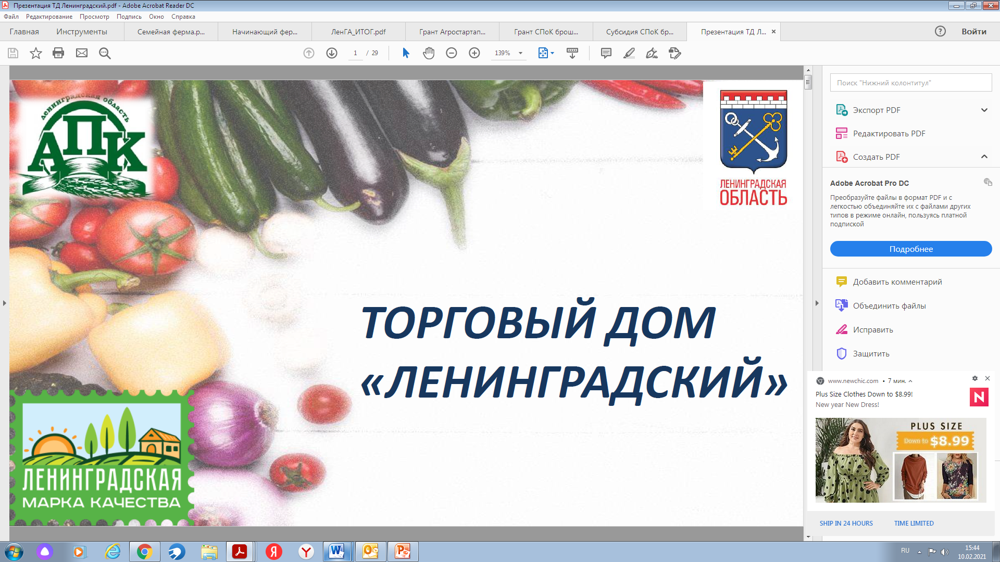 Презентация ТД Ленинградский.pdf - Adobe Acrobat Reader DC
Файл Редактирование Просмотр Подпись Окно Справка
Главная Инструменты Семейная ферма.р... Начинающий фер... ЛенГА_ИТОГ.pdf Грант Агростартап... Грант СПоК брош... Субсидия СПоК бр... Презентация ТД Л... Войти
1 / 29 139%
Поиск "Нижний колонтитул"
Экспорт PDF
Редактировать PDF
Создать PDF
Adobe Acrobat Pro DC
Преобразуйте файлы в формат PDF и с
легкостью объединяйте их с файлами других
типов в режиме онлайн, пользуясь платной
подпиской
Подробнее
Добавить комментарий
Объединить файлы
Исправить
Защитить
ленинградская область
АПК
ЛЕНИНГРАДСКАЯ
ОБЛАСТЬ
ТОРГОВЫЙ ДОМ
«ЛЕНИНГРАДСКИЙ»
ЛЕНИНГРАДСКАЯ
МАРКА КАЧЕСТВА
www.newchic.com • 7 мин.
Plus Size Clothes Down to $8.99!
New year New Dress!
N
PLUS SIZE
Down to $8.99
SHIP IN 24 HOURS TIME LIMITED
RU
15:44
10.02.2021